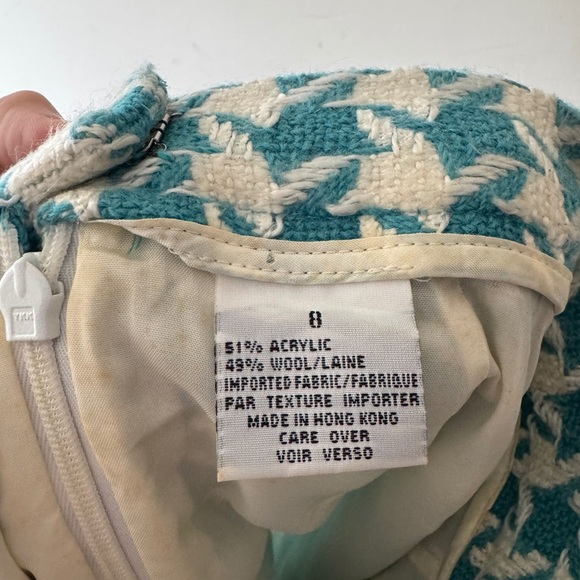 8
51% ACRYLIC
49% WOOL/LAINE
IMPORTED FABRIC/FABRIQUE
PAR TEXTURE IMPORTER
MADE IN HONG KONG
CARE OVER
VOIR VERSO
YKK